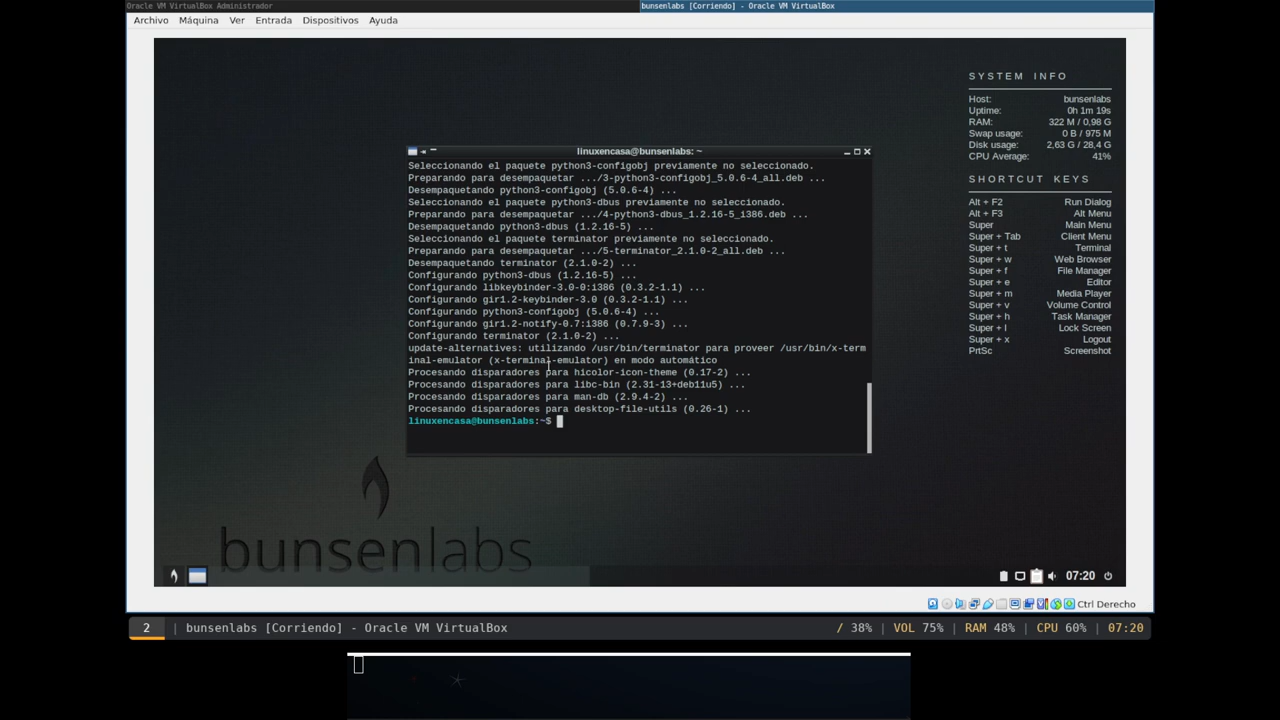 Oracle VM VirtualBox Administrador
bunsenlabs [Corriendo] - Oracle VM VirtualBox
Archivo Máquina Ver Entrada Dispositivos Ayuda
SYSTEM INFO
Host: bunsenlabs
Uptime: 0h 1m 19s
RAM: 322 M / 0,98 G
Swap usage: 0 B / 975 M
Disk usage: 2,63 G / 28,4 G
CPU Average: 41%
SHORTCUT KEYS
Alt + F2 Run Dialog
Alt + F3 Alt Menu
Super Main Menu
Super + Tab Client Menu
Super + t Terminal
Super + w Web Browser
Super + f File Manager
Super + e Editor
Super + m Media Player
Super + v Volume Control
Super + h Task Manager
Super + l Lock Screen
Super + x Logout
PrtSc Screenshot
linuxencasa@bunsenlabs: ~
Seleccionando el paquete python3-configobj previamente no seleccionado.
Preparando para desempaquetar .../3-python3-configobj_5.0.6-4_all.deb ...
Desempaquetando python3-configobj (5.0.6-4) ...
Seleccionando el paquete python3-dbus previamente no seleccionado.
Preparando para desempaquetar .../4-python3-dbus_1.2.16-5_i386.deb ...
Desempaquetando python3-dbus (1.2.16-5) ...
Seleccionando el paquete terminator previamente no seleccionado.
Preparando para desempaquetar .../5-terminator_2.1.0-2_all.deb ...
Desempaquetando terminator (2.1.0-2) ...
Configurando python3-dbus (1.2.16-5) ...
Configurando libkeybinder-3.0-0:i386 (0.3.2-1.1) ...
Configurando gir1.2-keybinder-3.0 (0.3.2-1.1) ...
Configurando python3-configobj (5.0.6-4) ...
Configurando gir1.2-notify-0.7:i386 (0.7.9-3) ...
Configurando terminator (2.1.0-2) ...
update-alternatives: utilizando /usr/bin/terminator para proveer /usr/bin/x-term
inal-emulator (x-terminal-emulator) en modo automático
Procesando disparadores para hicolor-icon-theme (0.17-2) ...
Procesando disparadores para libc-bin (2.31-13+deb11u5) ...
Procesando disparadores para man-db (2.9.4-2) ...
Procesando disparadores para desktop-file-utils (0.26-1) ...
linuxencasa@bunsenlabs:~$
bunsenlabs
07:20
Ctrl Derecho
2 | bunsenlabs [Corriendo] - Oracle VM VirtualBox
/ 38% | VOL 75% | RAM 48% | CPU 60% | 07:20